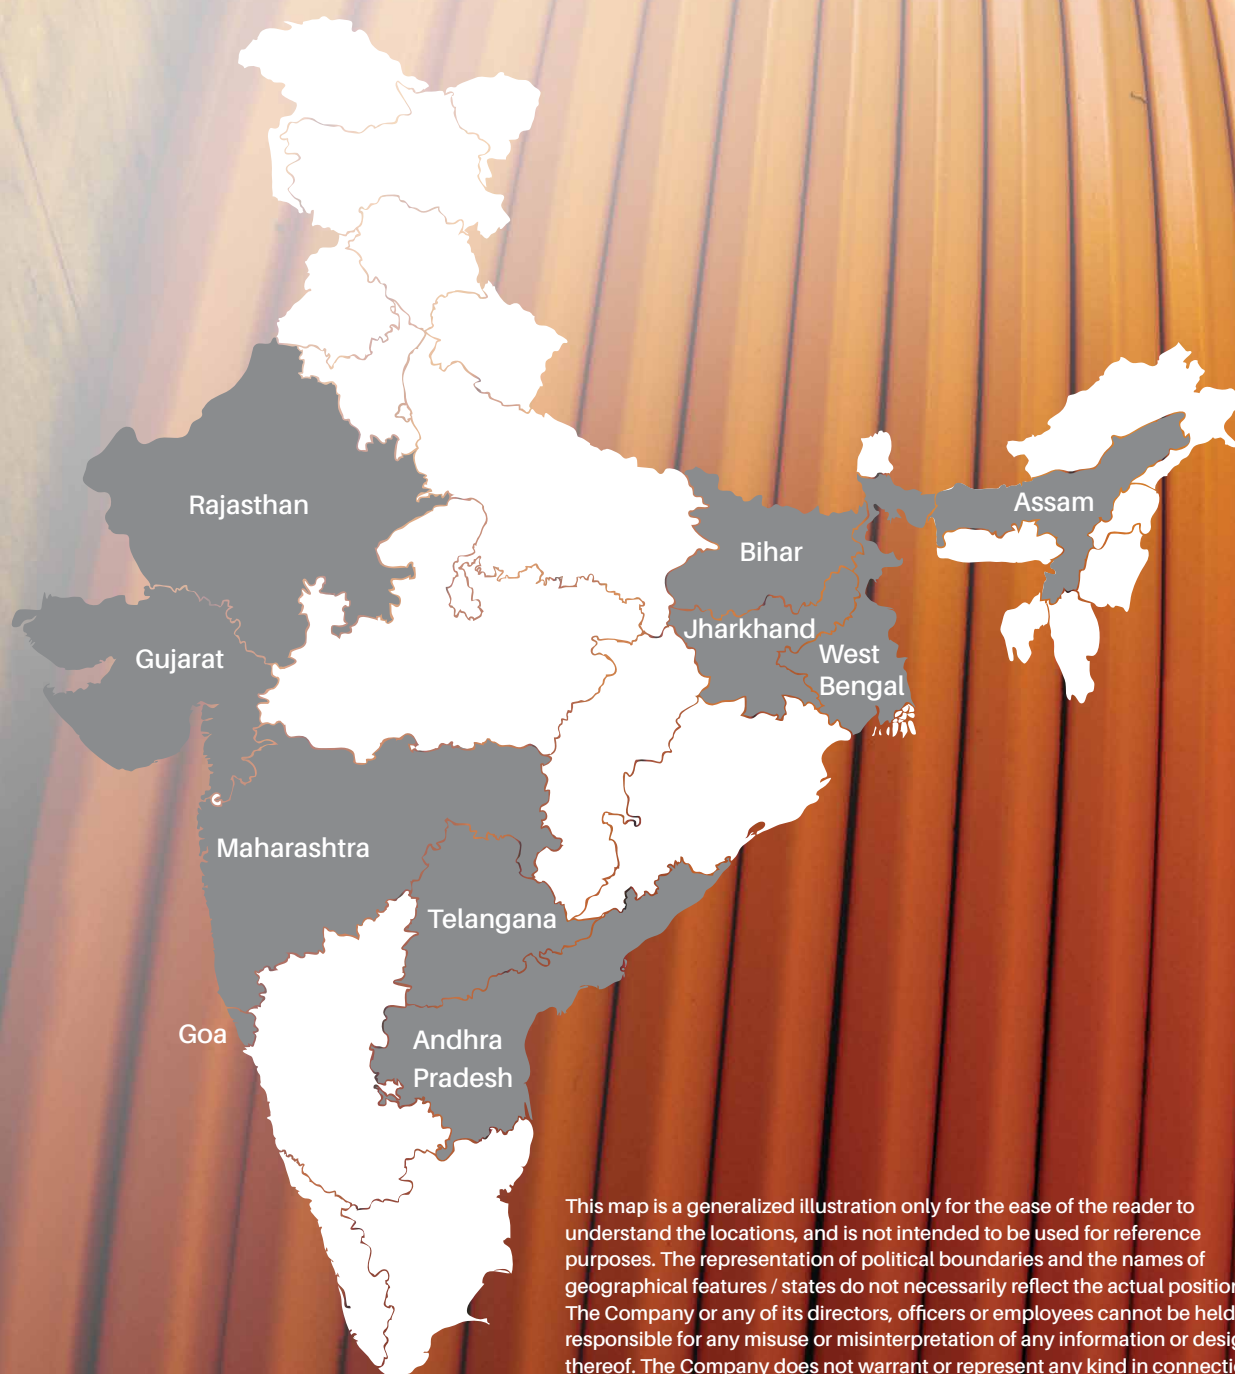 Rajasthan
Assam
Bihar
Jharkhand
Gujarat
West
Bengal
Maharashtra
Telangana
Goa
Andhra
Pradesh
This map is a generalized illustration only for the ease of the reader to
understand the locations, and is not intended to be used for reference
purposes. The representation of political boundaries and the names of
geographical features / states do not necessarily reflect the actual position
The Company or any of its directors, officers or employees cannot be held
responsible for any misuse or misinterpretation of any information or
thereof. The Company does not warrant or represent any kind in